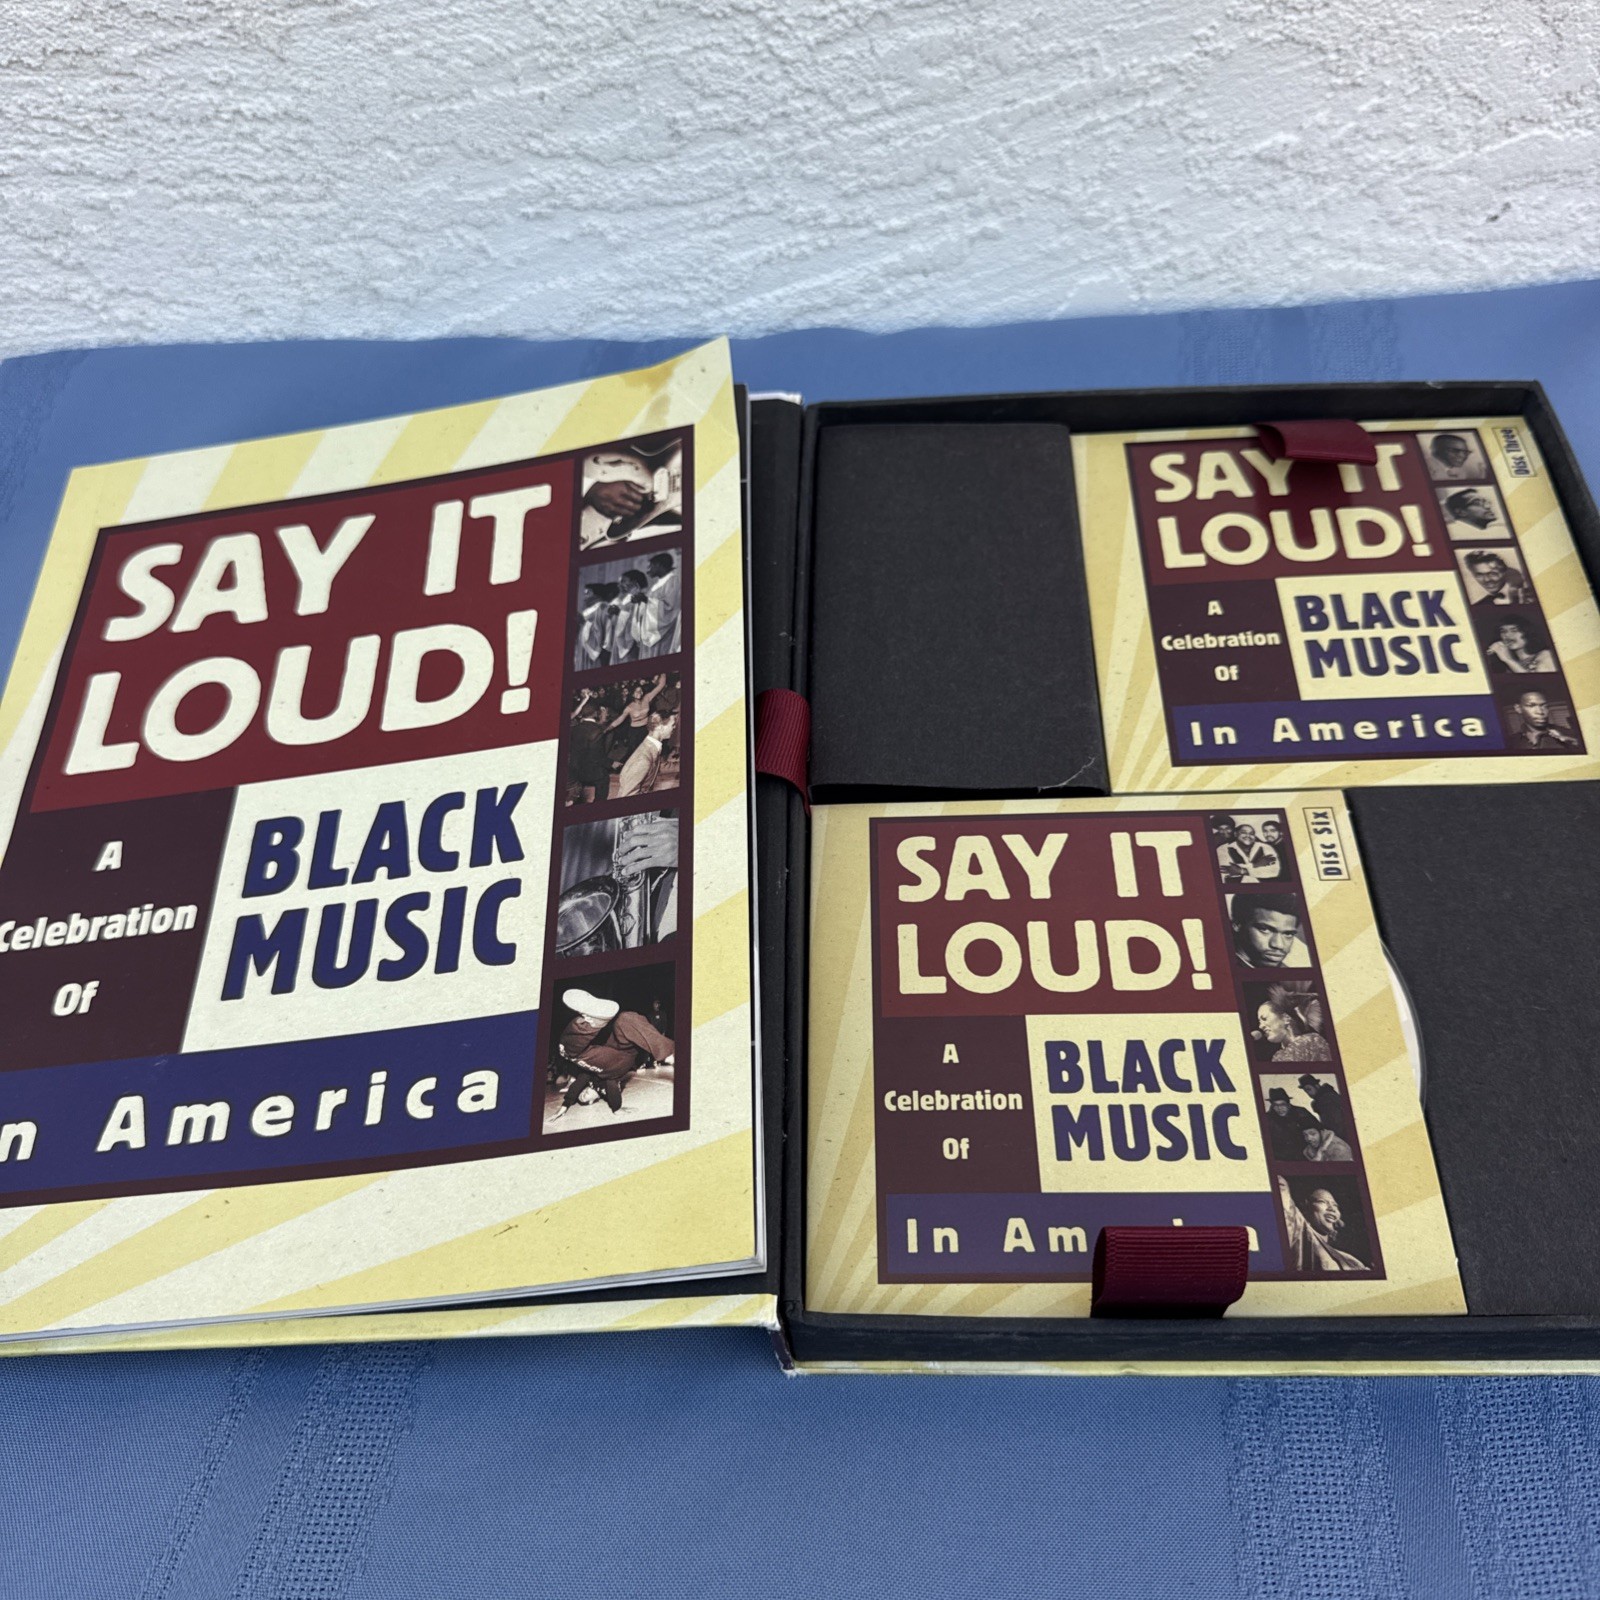 SAY IT
LOUD!
A
Celebration
Of
BLACK
MUSIC
n America
SAY IT
LOUD!
A
Celebration
Of
BLACK
MUSIC
In America
Disc Three
SAY IT
LOUD!
A
Celebration
Of
BLACK
MUSIC
In Am a
Disc Six